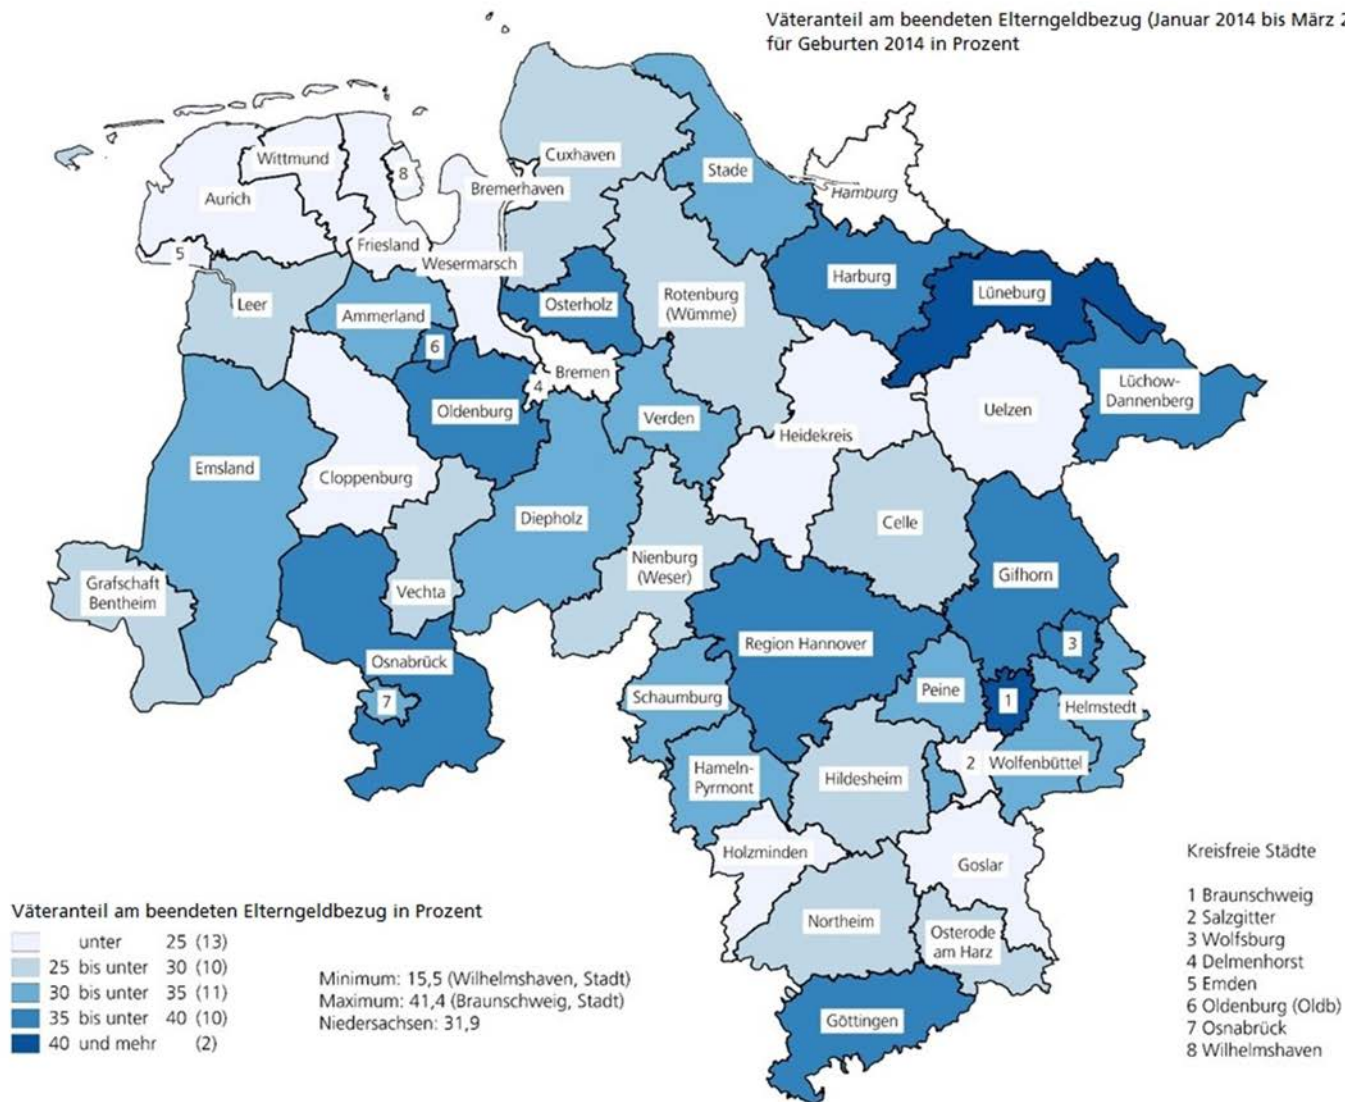 Väteranteil am beendeten Elterngeldbezug (Januar 2014 bis März 2
für Geburten 2014 in Prozent
Cuxhaven
Stade
Wittmund
8
Bremerhaven
Hamburg
Aurich
5
Friesland
Wesermarsch
Harburg
Lüneburg
Leer
Ammerland
Osterholz
Rotenburg
(Wümme)
6
4
Bremen
Lüchow-
Dannenberg
Oldenburg
Verden
Uelzen
Heidekreis
Emsland
Cloppenburg
Diepholz
Celle
Nienburg
(Weser)
Gifhorn
Grafschaft
Bentheim
Vechta
Region Hannover
3
Osnabrück
7
Schaumburg
Peine
1
Helmstedt
Hameln-
Pyrmont
Hildesheim
2
Wolfenbüttel
Holzminden
Goslar
Northeim
Osterode
am Harz
Göttingen
Väteranteil am beendeten Elterngeldbezug in Prozent
unter 25 (13)
25 bis unter 30 (10)
30 bis unter 35 (11)
35 bis unter 40 (10)
40 und mehr (2)
Minimum: 15,5 (Wilhelmshaven, Stadt)
Maximum: 41,4 (Braunschweig, Stadt)
Niedersachsen: 31,9
Kreisfreie Städte
1 Braunschweig
2 Salzgitter
3 Wolfsburg
4 Delmenhorst
5 Emden
6 Oldenburg (Oldb)
7 Osnabrück
8 Wilhelmshaven